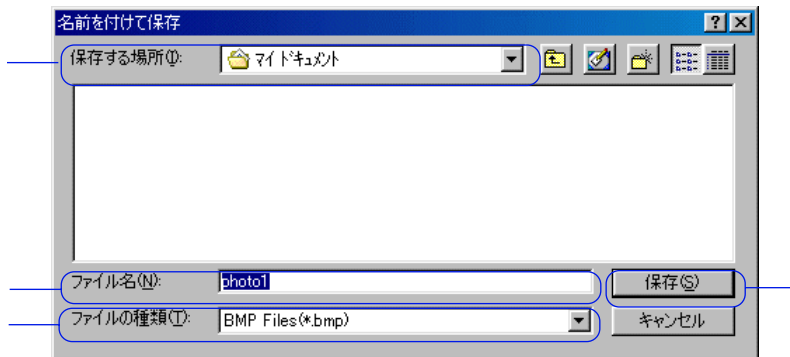 名前を付けて保存
保存する場所(I): マイ ドキュメント
ファイル名(N): photo1 保存(S)
ファイルの種類(T): BMP Files(*.bmp) キャンセル